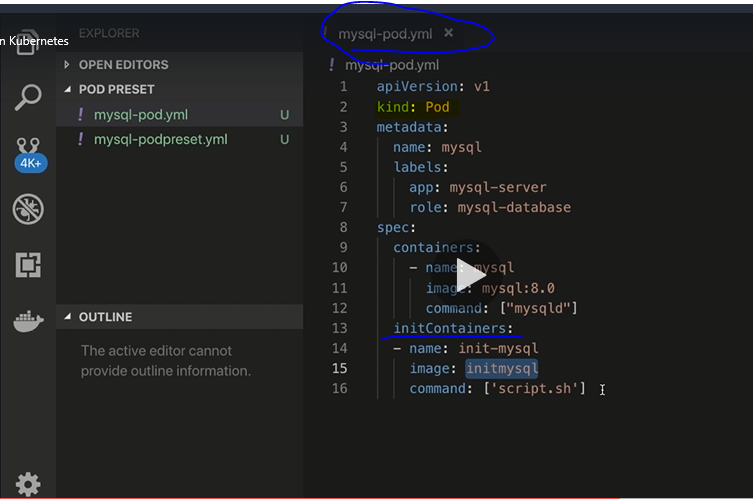 n Kubernetes
EXPLORER
OPEN EDITORS
POD PRESET
! mysql-pod.yml U
! mysql-podpreset.yml U
4K+
OUTLINE
The active editor cannot
provide outline information.
! mysql-pod.yml ×
! mysql-pod.yml
1 apiVersion: v1
2 kind: Pod
3 metadata:
4 name: mysql
5 labels:
6 app: mysql-server
7 role: mysql-database
8 spec:
9 containers:
10 - name: mysql
11 image: mysql:8.0
12 command: ["mysqld"]
13 initContainers:
14 - name: init-mysql
15 image: initmysql
16 command: ['script.sh']